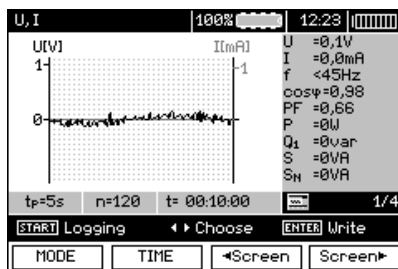 U,I 100% 12:23
U[V] I[mA]
1 1
0
U =0,1V
I =0,0mA
f <45Hz
cosφ=0,98
PF =0,66
P =0W
Q₁ =0var
S =0VA
Sɴ =0VA
tᴘ=5s n=120 t= 00:10:00 1/4
START Logging ◂ ▸ Choose ENTER Write
MODE TIME ◄Screen Screen►